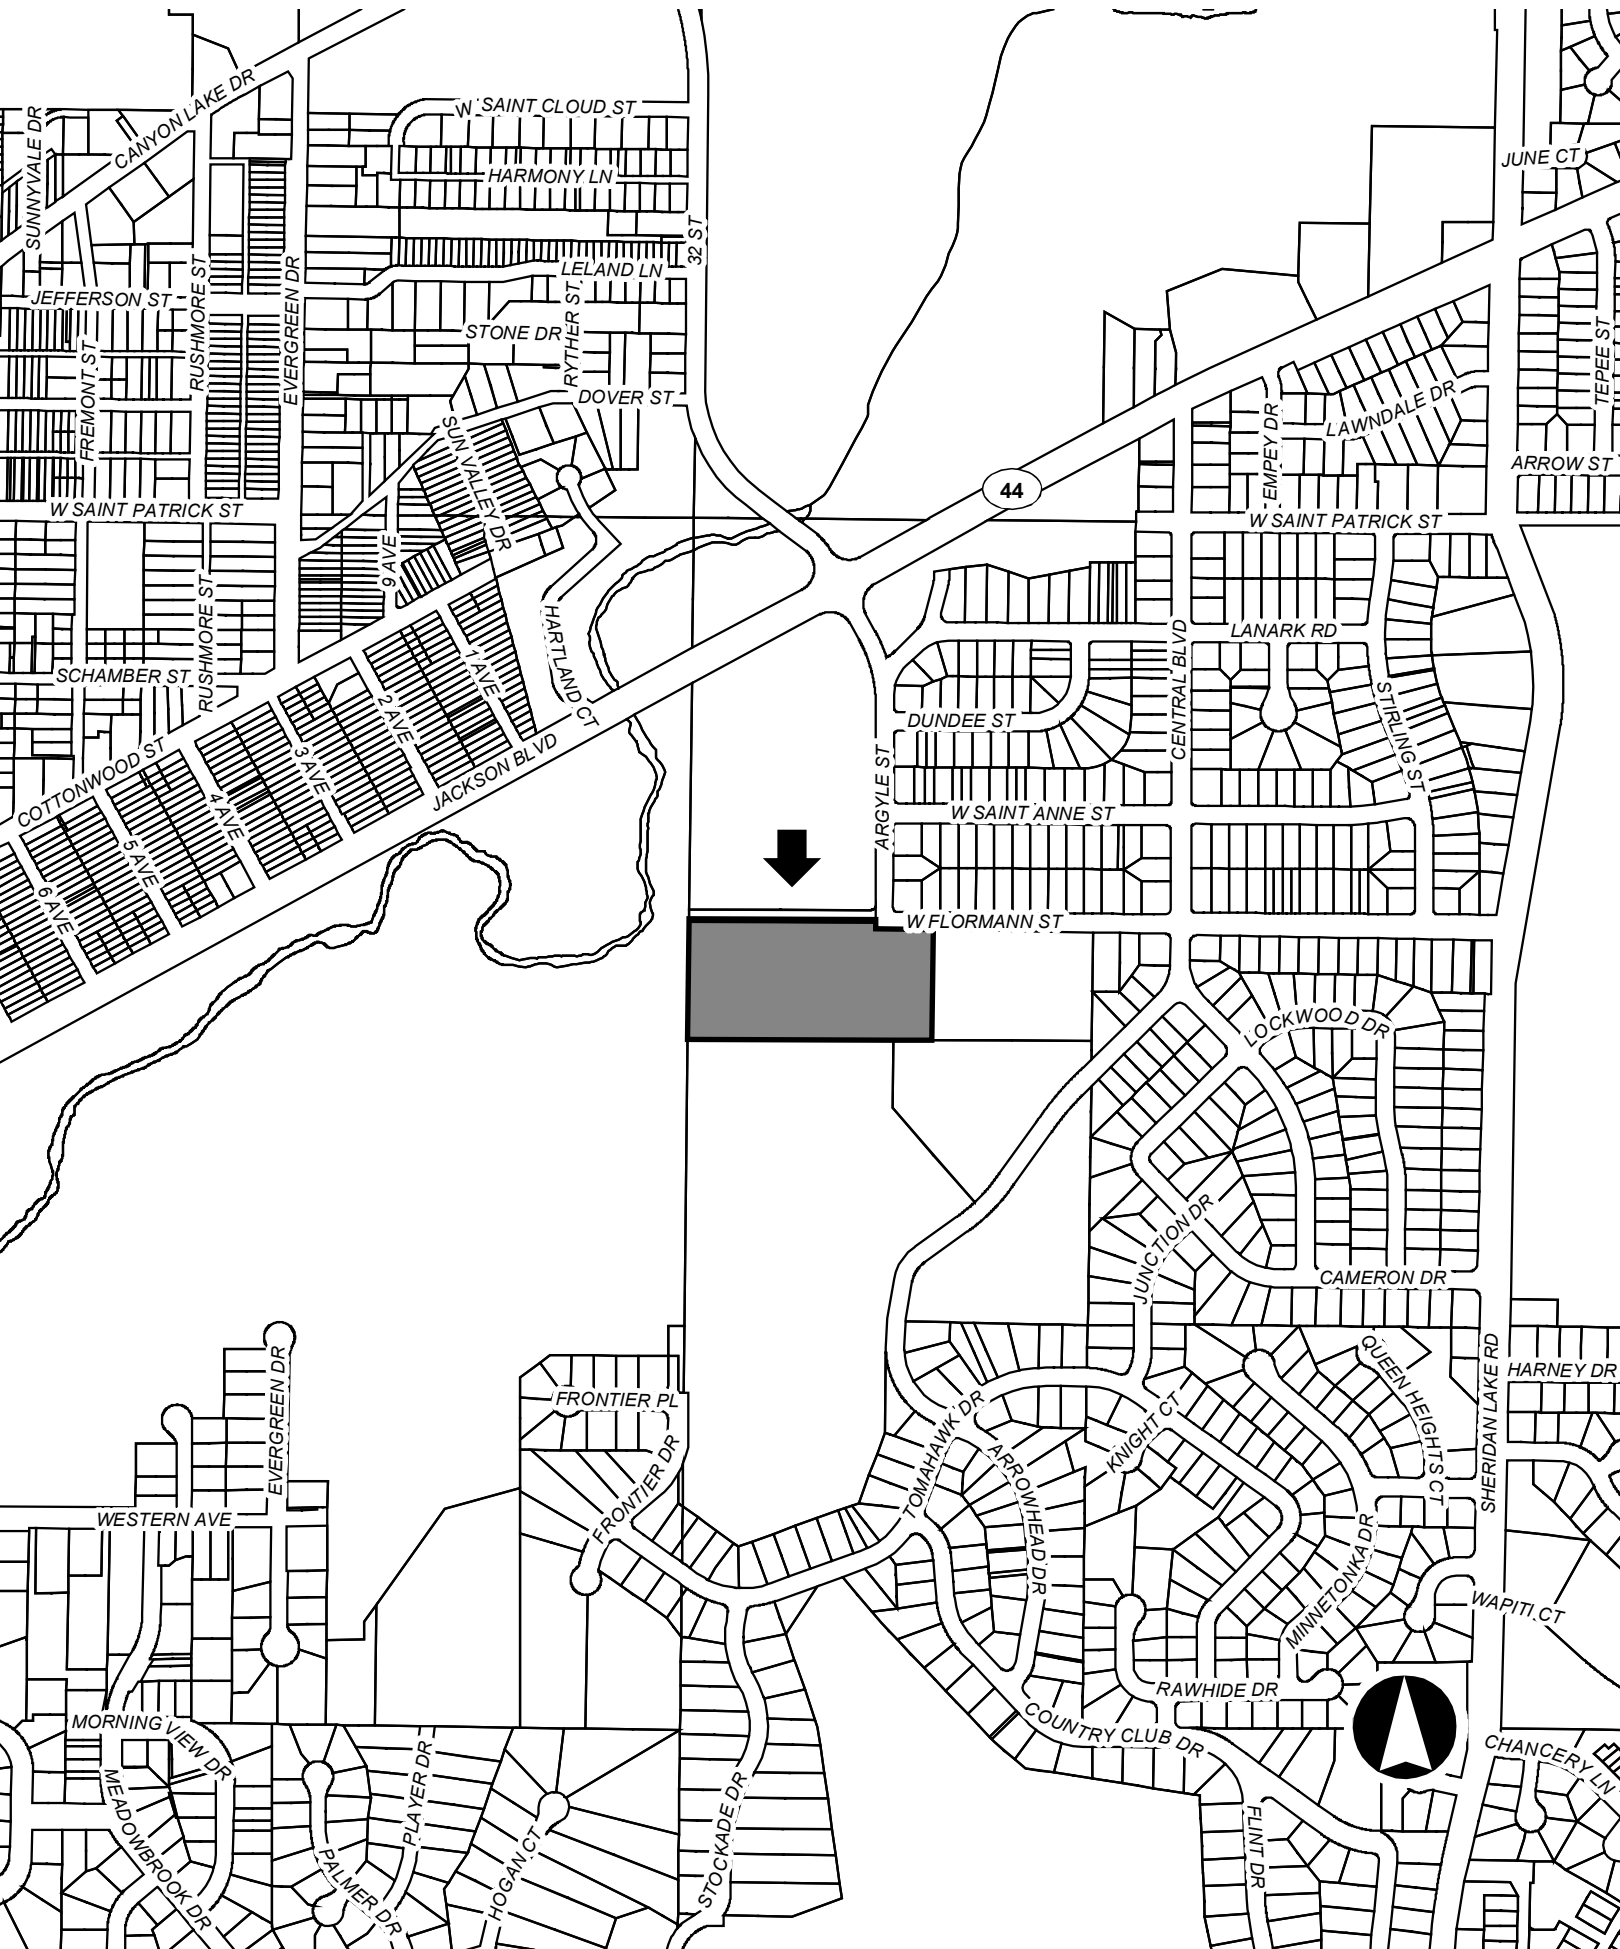 CANYON LAKE DR
W SAINT CLOUD ST
SUNNYVALE DR
JUNE CT
HARMONY LN
32 ST
LELAND LN
JEFFERSON ST
RUSHMORE ST
EVERGREEN DR
RYTHER ST
STONE DR
TEPEE ST
FREMONT ST
DOVER ST
LAWNDALE DR
EMPEY DR
SUN VALLEY DR
ARROW ST
44
W SAINT PATRICK ST
W SAINT PATRICK ST
9 AVE
RUSHMORE ST
HARTLAND CT
LANARK RD
CENTRAL BLVD
SCHAMBER ST
1 AVE
2 AVE
DUNDEE ST
STIRLING ST
3 AVE
COTTONWOOD ST
JACKSON BLVD
ARGYLE ST
4 AVE
W SAINT ANNE ST
5 AVE
6 AVE
W FLORMANN ST
LOCKWOOD DR
JUNCTION DR
CAMERON DR
QUEEN HEIGHTS CT
SHERIDAN LAKE RD
HARNEY DR
EVERGREEN DR
FRONTIER PL
TOMAHAWK DR
KNIGHT CT
FRONTIER DR
ARROWHEAD DR
WESTERN AVE
MINNETONKA DR
WAPITI CT
RAWHIDE DR
MORNING VIEW DR
COUNTRY CLUB DR
CHANCERY LN
PLAYER DR
MEADOWBROOK DR
STOCKADE DR
FLINT DR
HOGAN CT
PALMER DR